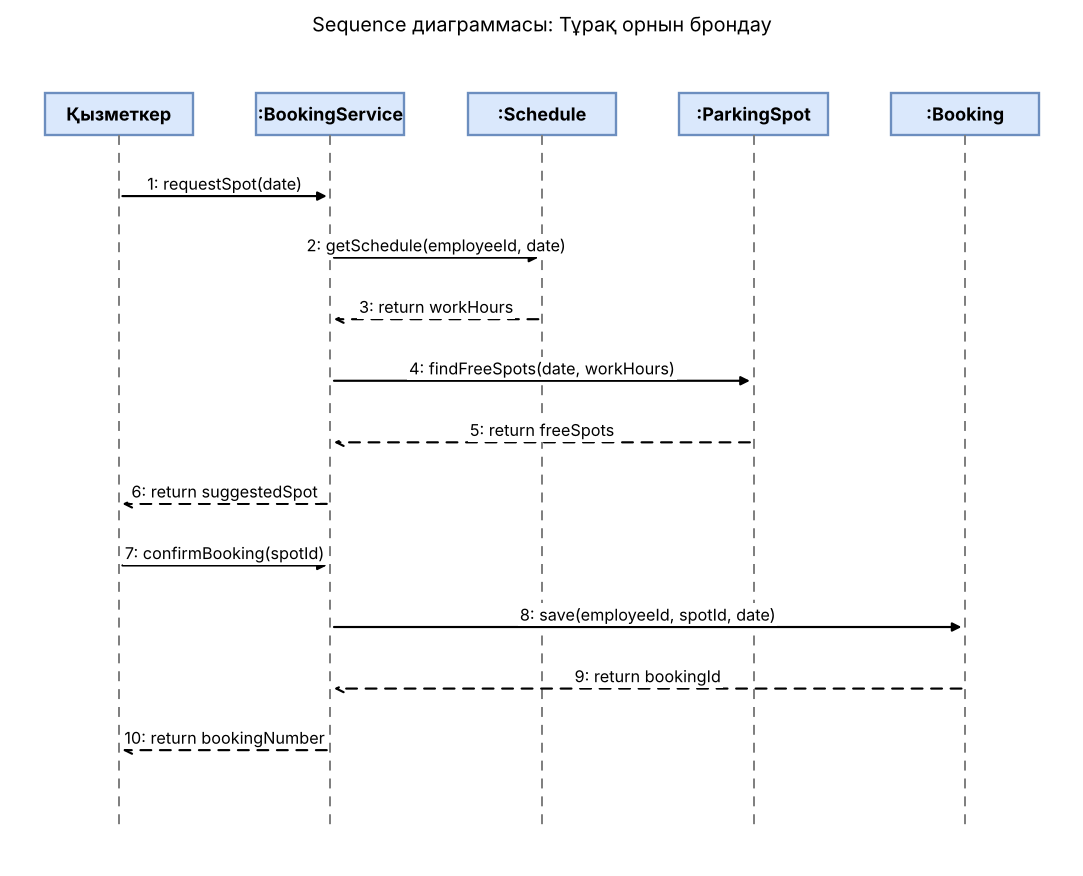 Sequence диаграммасы: Тұрақ орнын брондау
Қызметкер
:BookingService
:Schedule
:ParkingSpot
:Booking
1: requestSpot(date)
2: getSchedule(employeeId, date)
3: return workHours
4: findFreeSpots(date, workHours)
5: return freeSpots
6: return suggestedSpot
7: confirmBooking(spotId)
8: save(employeeId, spotId, date)
9: return bookingId
10: return bookingNumber